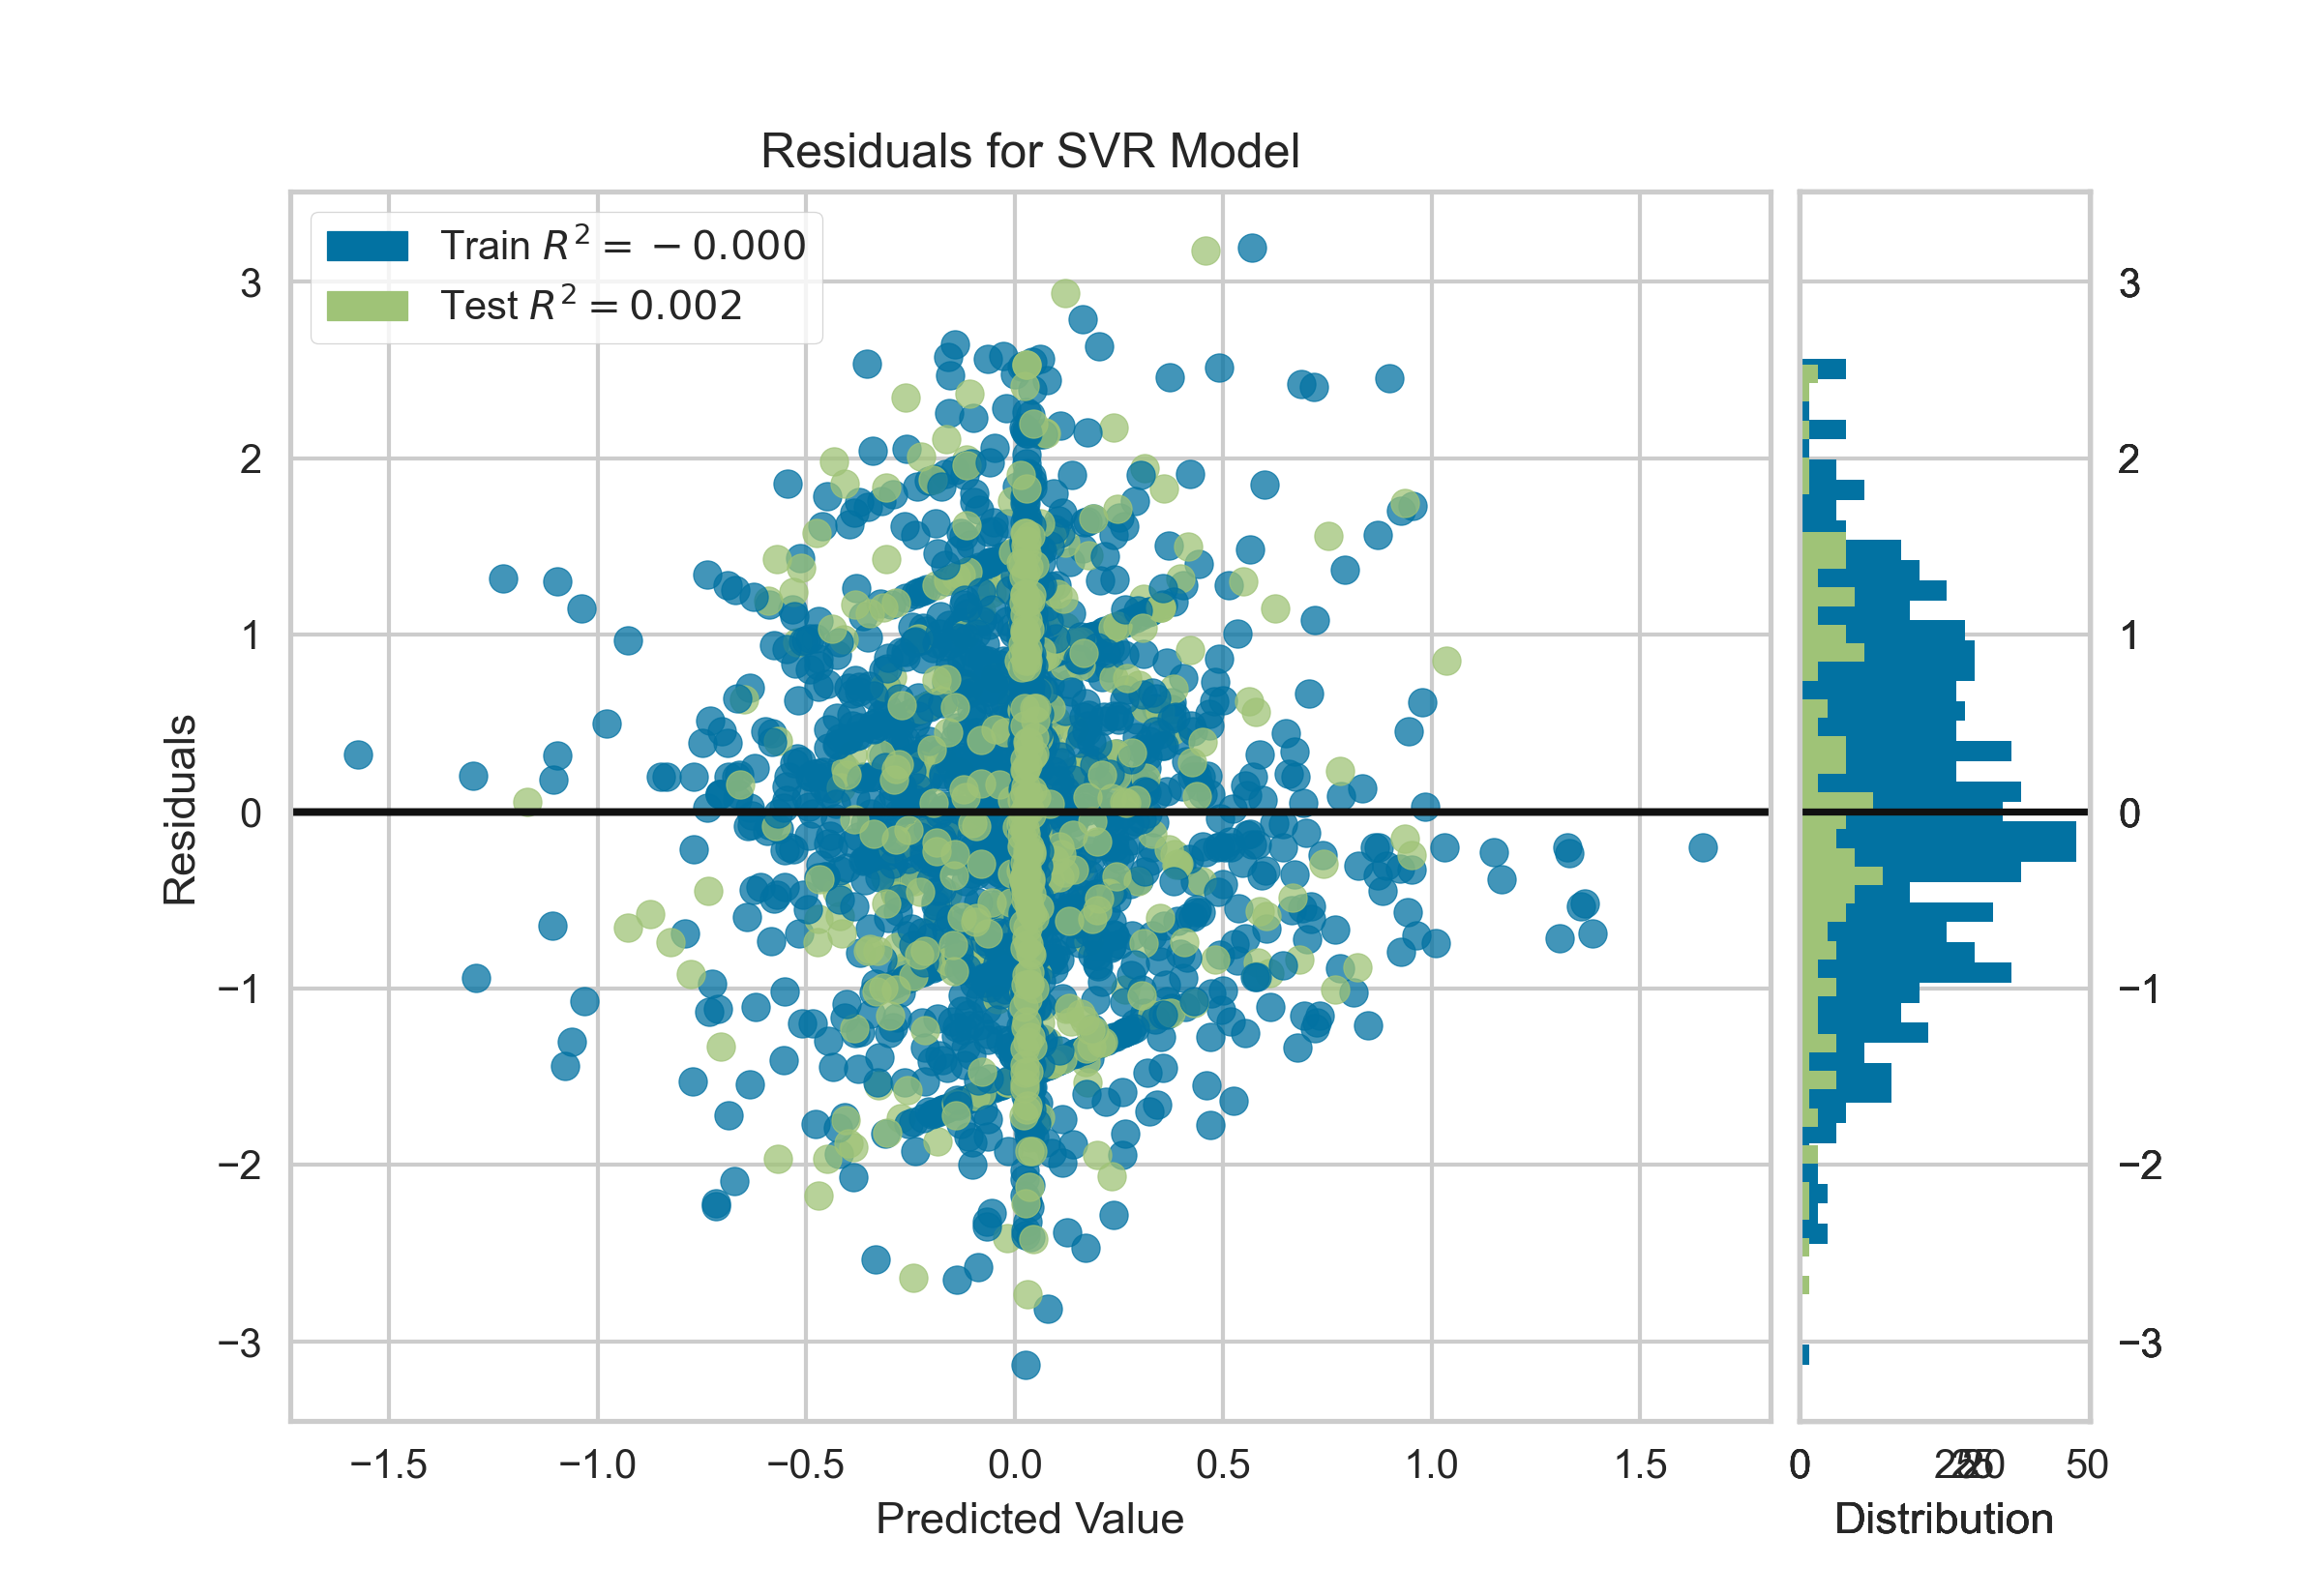 Residuals for SVR Model
Train R² = −0.000
Test R² = 0.002
Residuals
3
2
1
0
−1
−2
−3
3
2
1
0
−1
−2
−3
−1.5 −1.0 −0.5 0.0 0.5 1.0 1.5
0 50
Predicted Value
Distribution